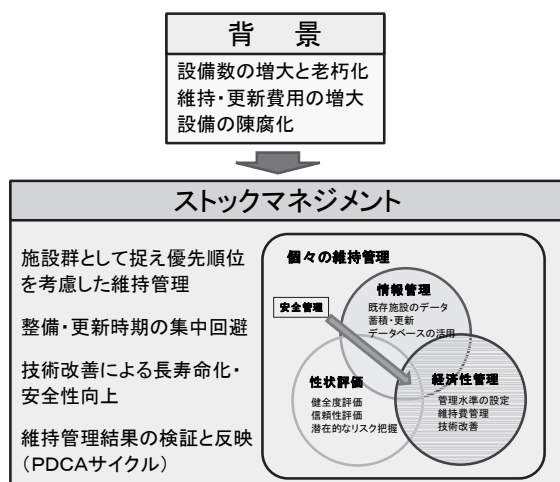 背　景
設備数の増大と老朽化
維持・更新費用の増大
設備の陳腐化
ストックマネジメント
施設群として捉え優先順位
を考慮した維持管理
整備・更新時期の集中回避
技術改善による長寿命化・
安全性向上
維持管理結果の検証と反映
（PDCAサイクル）
個々の維持管理
情報管理
既存施設のデータ
蓄積・更新
データベースの活用
安全管理
性状評価
健全度評価
信頼性評価
潜在的なリスク把握
経済性管理
管理水準の設定
維持費管理
技術改善